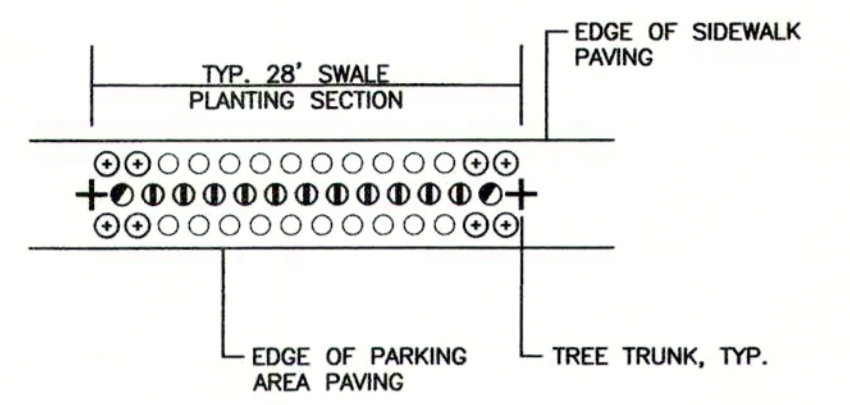 EDGE OF SIDEWALK
PAVING
TYP. 28' SWALE
PLANTING SECTION
EDGE OF PARKING
AREA PAVING
TREE TRUNK, TYP.